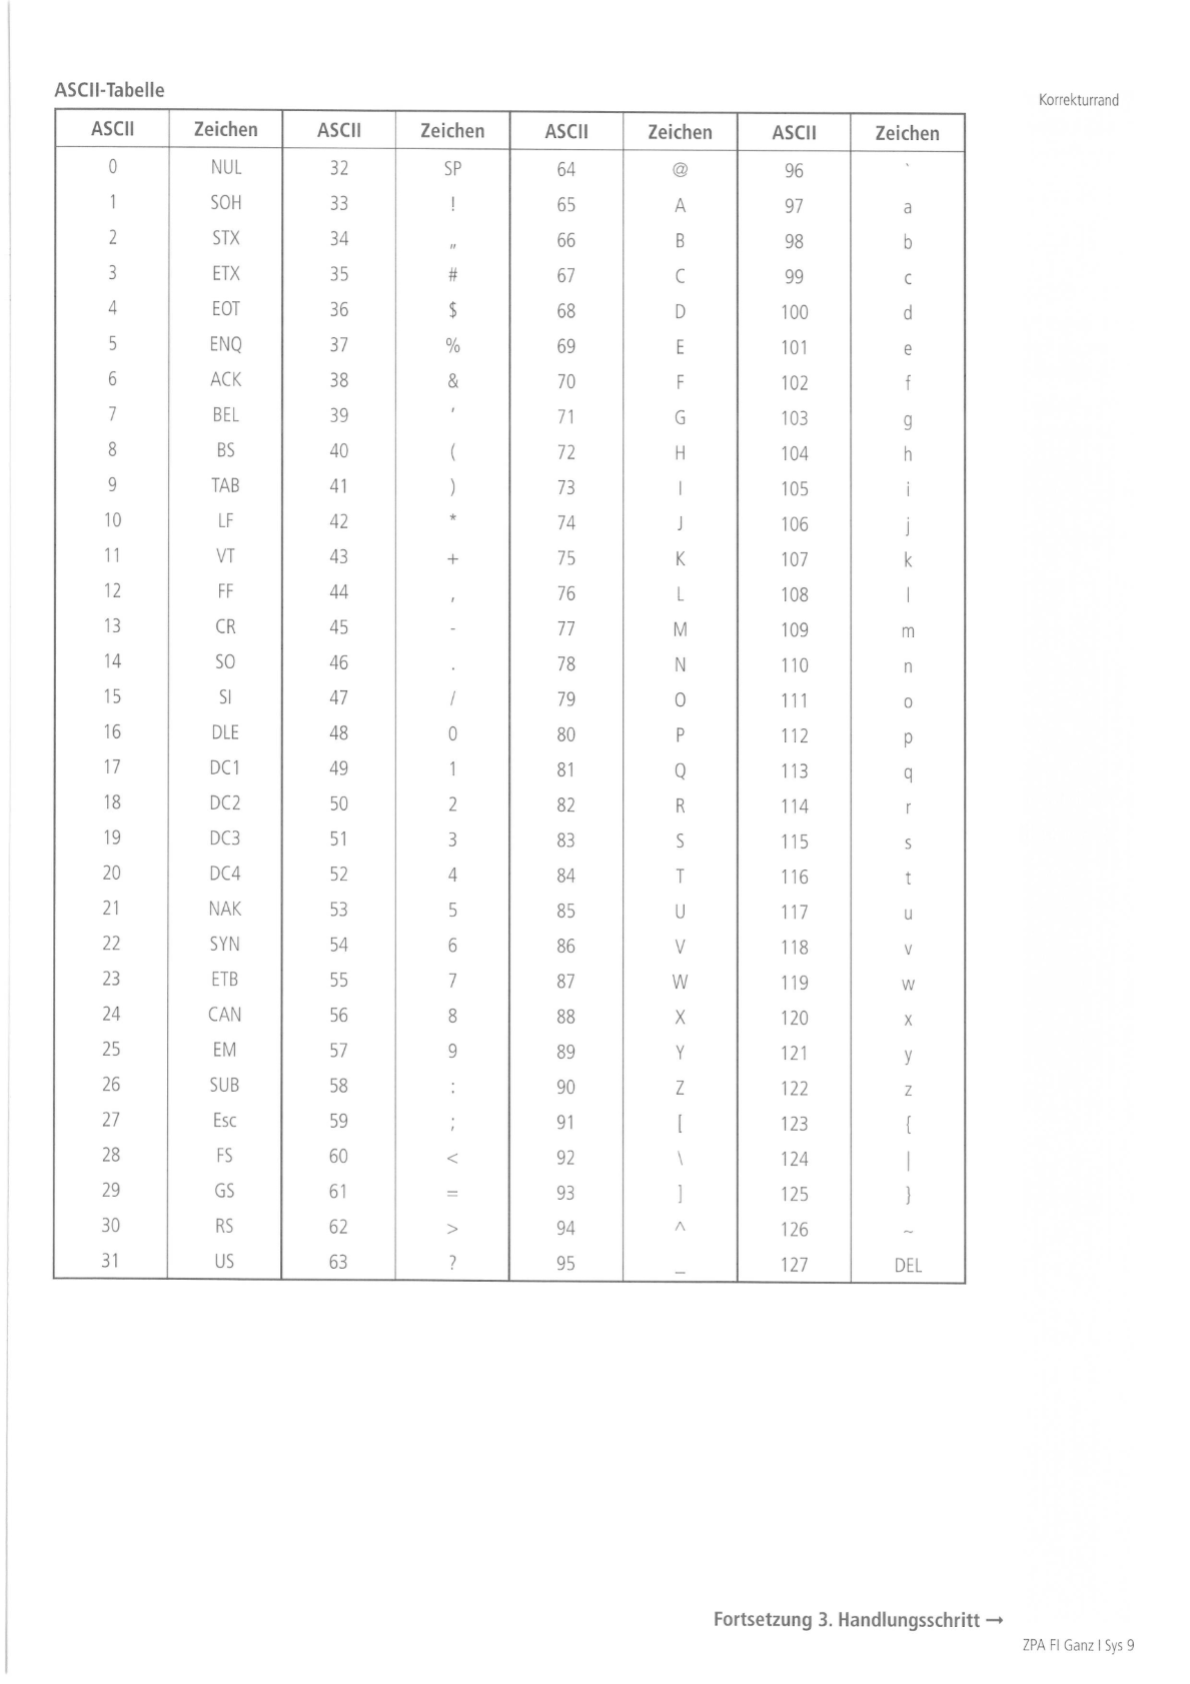 ASCII-Tabelle
Korrekturrand
ASCII Zeichen ASCII Zeichen ASCII Zeichen ASCII Zeichen
0 NUL 32 SP 64 @ 96 `
1 SOH 33 ! 65 A 97 a
2 STX 34 „ 66 B 98 b
3 ETX 35 # 67 C 99 c
4 EOT 36 $ 68 D 100 d
5 ENQ 37 % 69 E 101 e
6 ACK 38 & 70 F 102 f
7 BEL 39 ' 71 G 103 g
8 BS 40 ( 72 H 104 h
9 TAB 41 ) 73 I 105 i
10 LF 42 * 74 J 106 j
11 VT 43 + 75 K 107 k
12 FF 44 , 76 L 108 l
13 CR 45 - 77 M 109 m
14 SO 46 . 78 N 110 n
15 SI 47 / 79 O 111 o
16 DLE 48 0 80 P 112 p
17 DC1 49 1 81 Q 113 q
18 DC2 50 2 82 R 114 r
19 DC3 51 3 83 S 115 s
20 DC4 52 4 84 T 116 t
21 NAK 53 5 85 U 117 u
22 SYN 54 6 86 V 118 v
23 ETB 55 7 87 W 119 w
24 CAN 56 8 88 X 120 x
25 EM 57 9 89 Y 121 y
26 SUB 58 : 90 Z 122 z
27 Esc 59 ; 91 [ 123 {
28 FS 60 < 92 \ 124 |
29 GS 61 = 93 ] 125 }
30 RS 62 > 94 ^ 126 ~
31 US 63 ? 95 _ 127 DEL
Fortsetzung 3. Handlungsschritt →
ZPA FI Ganz I Sys 9